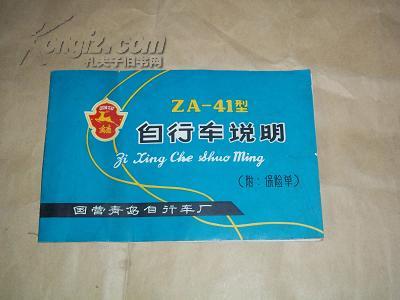 Kongfz.com
孔夫子旧书网
ZA-41型
自行车说明
Zi Xing Che Shuo Ming
(附:保险单)
国营青岛自行车厂